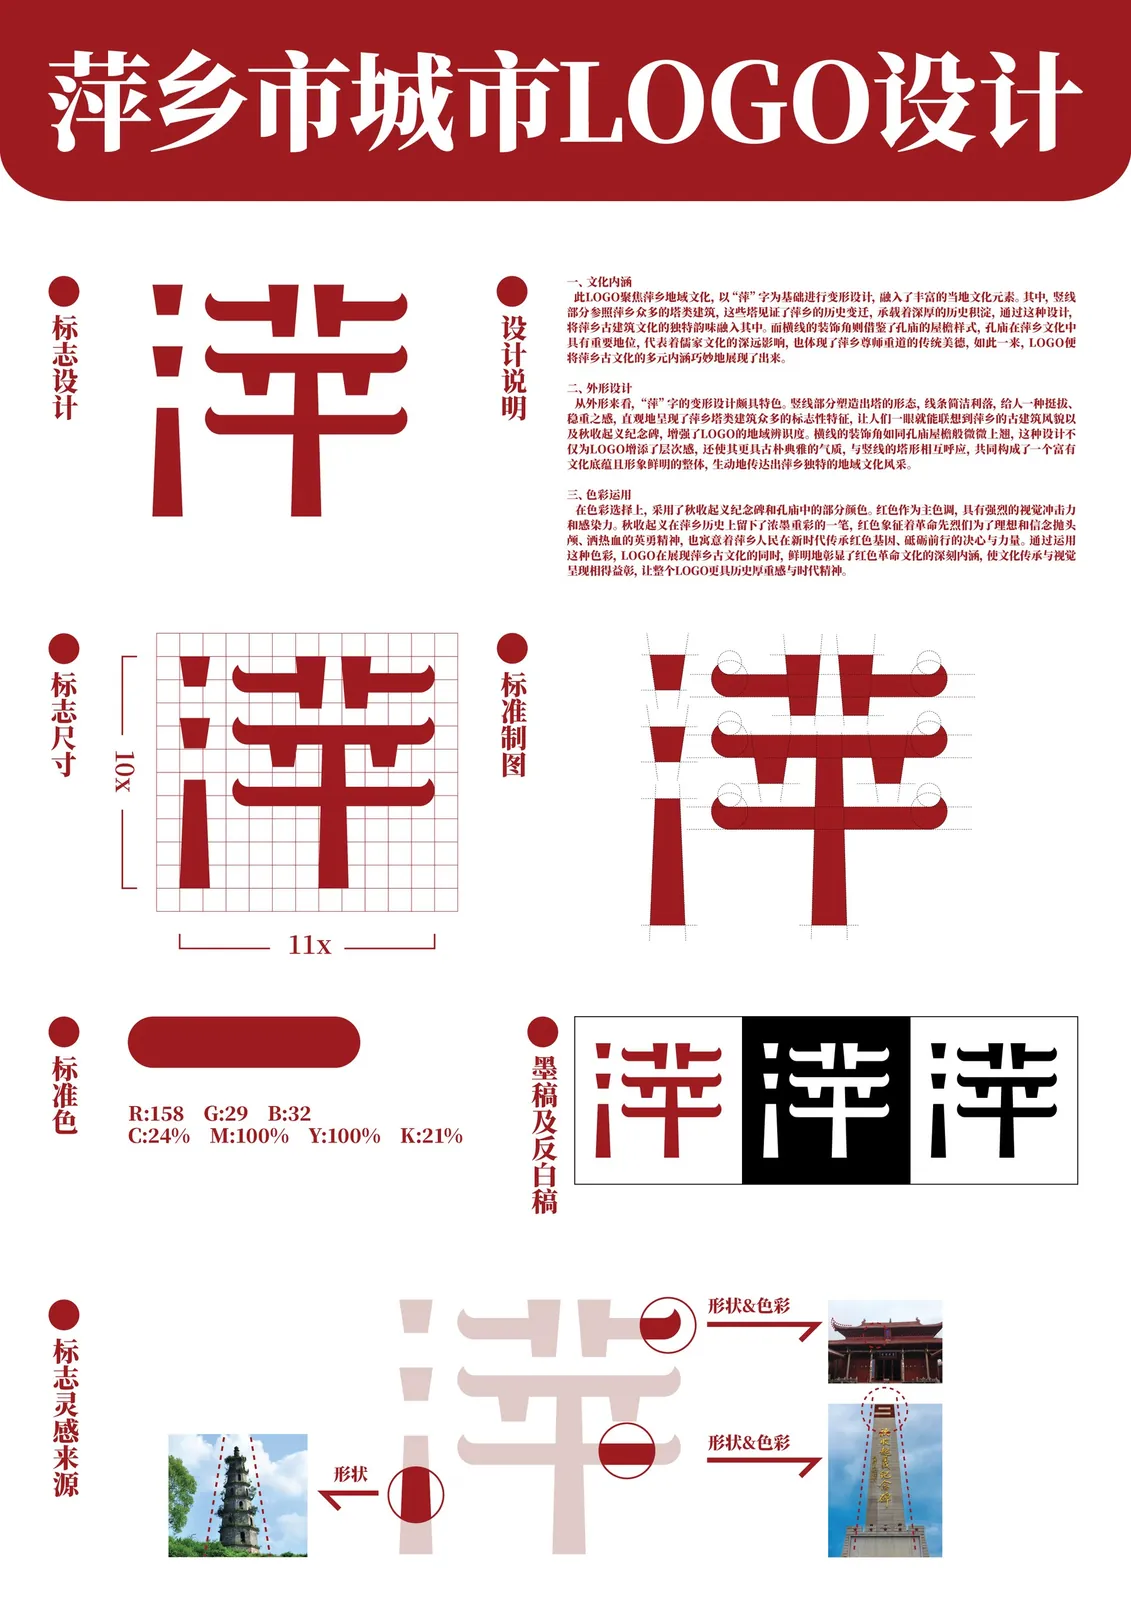 萍乡市城市LOGO设计
标志设计
设计说明
一、文化内涵
此LOGO聚焦萍乡地域文化，以“萍”字为基础进行变形设计，融入了丰富的当地文化元素。其中，竖线
部分参照萍乡众多的塔类建筑，这些塔见证了萍乡的历史变迁，承载着深厚的历史积淀，通过这种设计，
将萍乡古建筑文化的独特韵味融入其中。而横线的装饰角则借鉴了孔庙的屋檐样式，孔庙在萍乡文化中
具有重要地位，代表着儒家文化的深远影响，也体现了萍乡尊师重道的传统美德，如此一来，LOGO便
将萍乡古文化的多元内涵巧妙地展现了出来。
二、外形设计
从外形来看，“萍”字的变形设计颇具特色。竖线部分塑造出塔的形态，线条简洁利落，给人一种挺拔、
稳重之感，直观地呈现了萍乡塔类建筑众多的标志性特征，让人们一眼就能联想到萍乡的古建筑风貌以
及秋收起义纪念碑，增强了LOGO的地域辨识度。横线的装饰角如同孔庙屋檐般微微上翘，这种设计不
仅为LOGO增添了层次感，还使其更具古朴典雅的气质，与竖线的塔形相互呼应，共同构成了一个富有
文化底蕴且形象鲜明的整体，生动地传达出萍乡独特的地域文化风采。
三、色彩运用
在色彩选择上，采用了秋收起义纪念碑和孔庙中的部分颜色。红色作为主色调，具有强烈的视觉冲击力
和感染力。秋收起义在萍乡历史上留下了浓墨重彩的一笔，红色象征着革命先烈们为了理想和信念抛头
颅、洒热血的英勇精神，也寓意着萍乡人民在新时代传承红色基因、砥砺前行的决心与力量。通过运用
这种色彩，LOGO在展现萍乡古文化的同时，鲜明地彰显了红色革命文化的深刻内涵，使文化传承与视觉
呈现相得益彰，让整个LOGO更具历史厚重感与时代精神。
标志尺寸
10x
11x
标准制图
标准色
R:158 G:29 B:32
C:24% M:100% Y:100% K:21%
墨稿及反白稿
标志灵感来源
形状&色彩
形状&色彩
形状